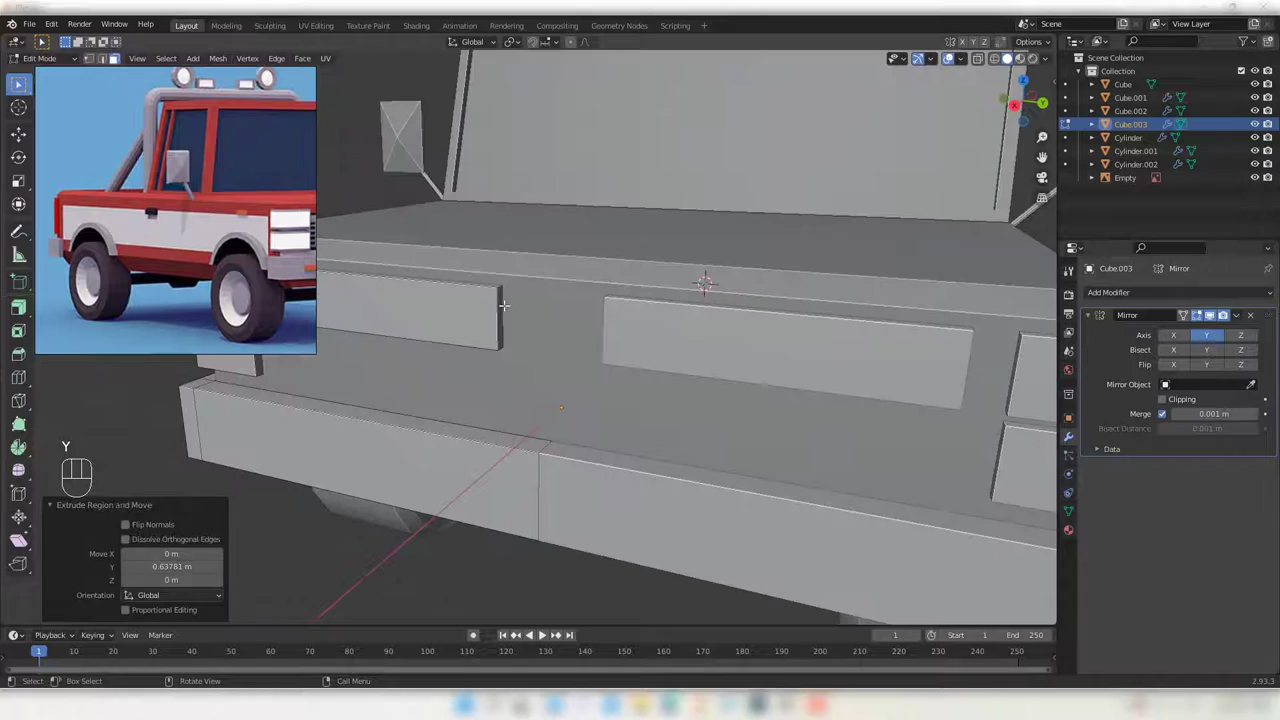 File Edit Render Window Help Layout Modeling Sculpting UV Editing Texture Paint Shading Animation Rendering Compositing Geometry Nodes Scripting + Scene View Layer
Global X Y Z Options
Edit Mode View Select Add Mesh Vertex Edge Face UV
Scene Collection
Collection
Cube
Cube.001
Cube.002
Cube.003
Cylinder
Cylinder.001
Cylinder.002
Empty
Cube.003 Mirror
Add Modifier
Mirror
Axis X Y Z
Bisect X Y Z
Flip X Y Z
Mirror Object
Clipping
Merge 0.001 m
Bisect Distance 0.001 m
Data
Y
Extrude Region and Move
Flip Normals
Dissolve Orthogonal Edges
Move X 0 m
Y 0.63781 m
Z 0 m
Orientation Global
Proportional Editing
Playback Keying View Marker 1 Start 1 End 250
1 10 20 30 40 50 60 70 80 90 100 110 120 130 140 150 160 170 180 190 200 210 220 230 240 250
Select Box Select Rotate View Call Menu 2.93.3